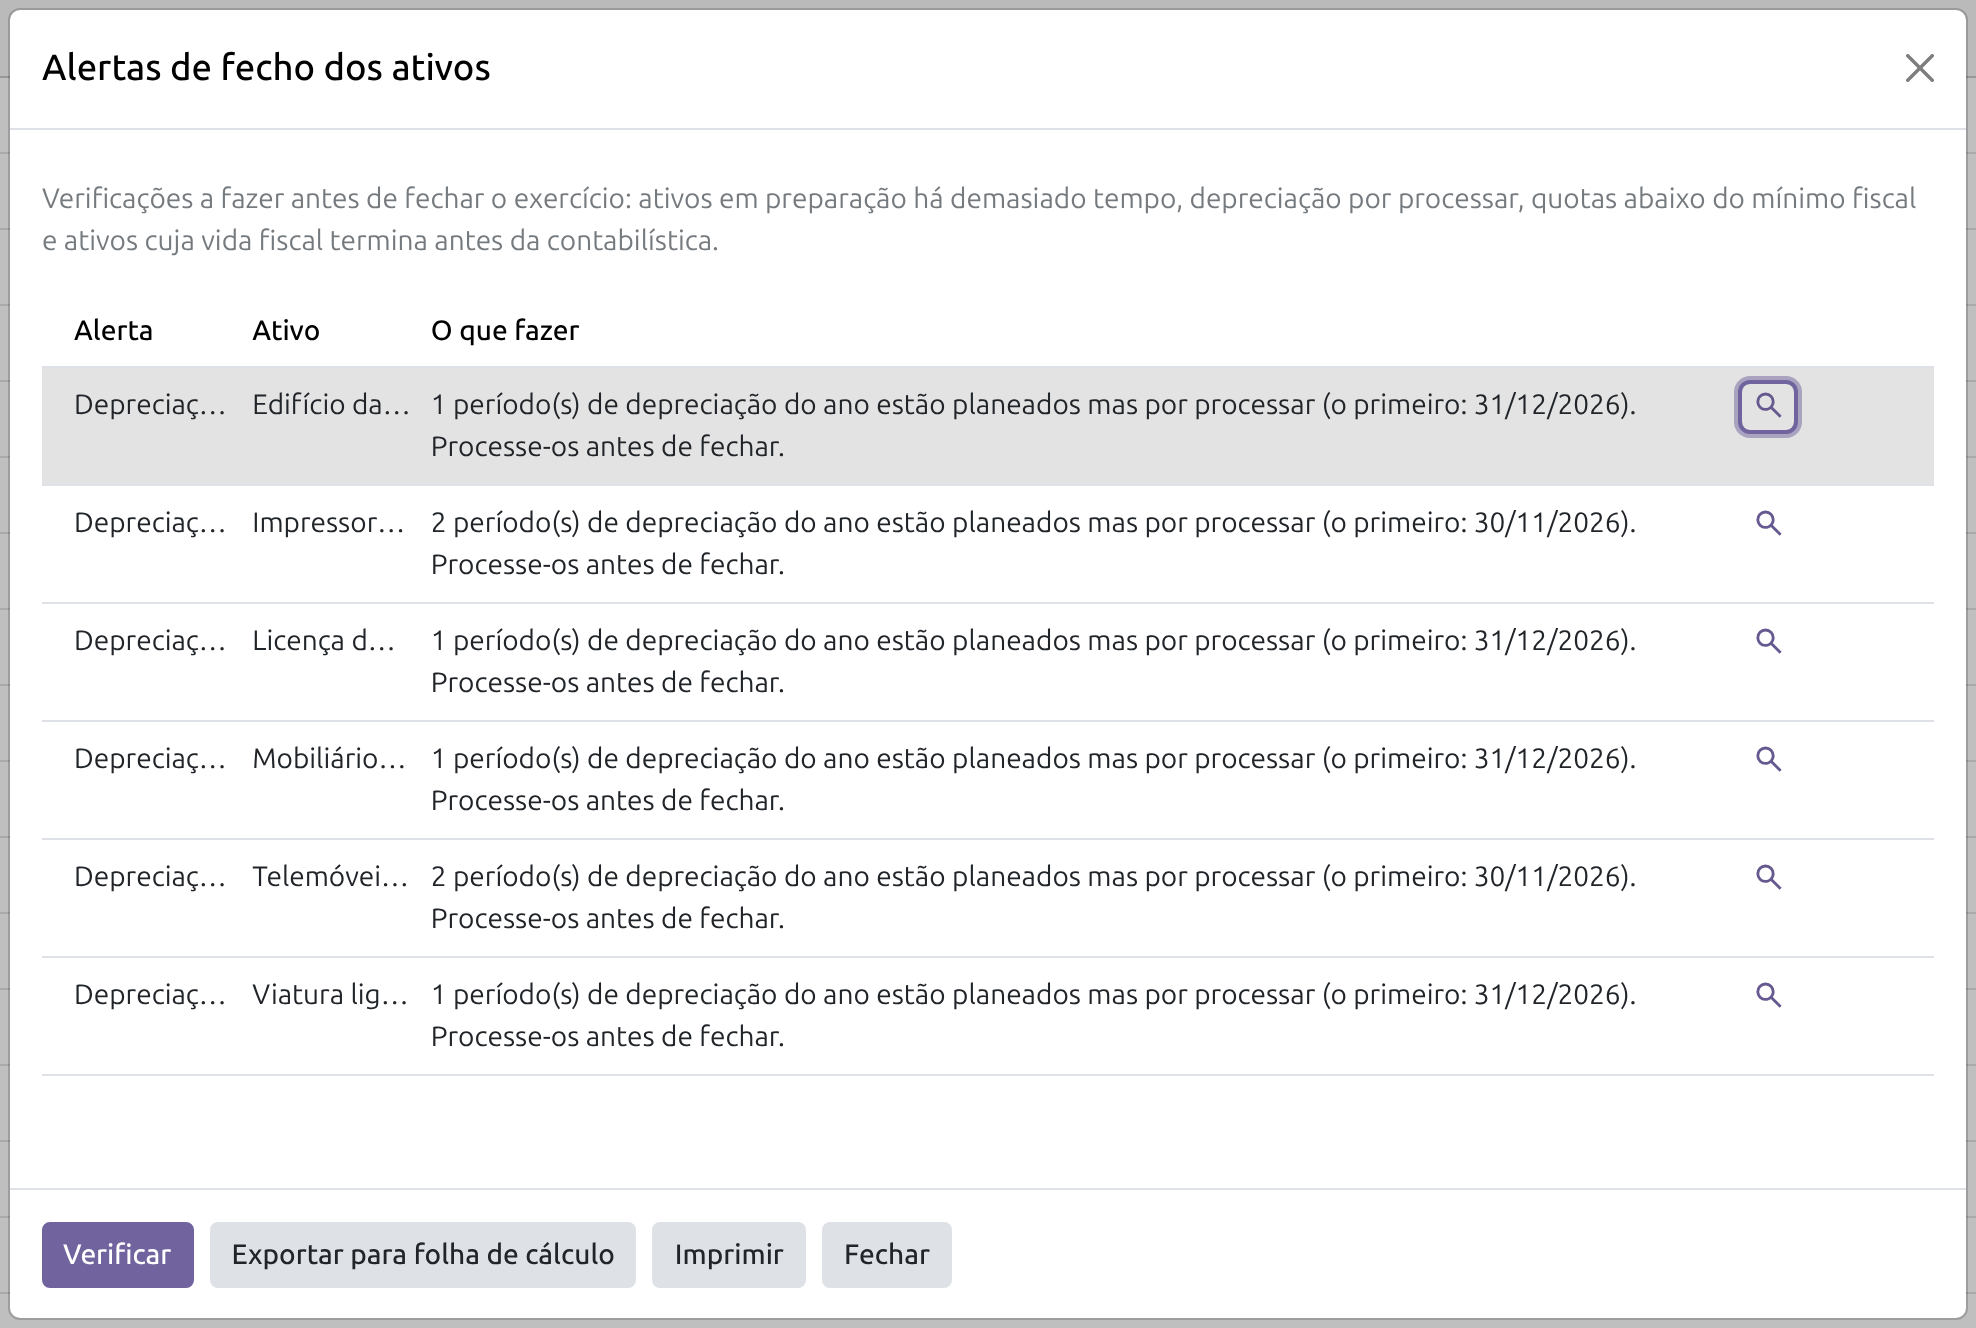 Alertas de fecho dos ativos
Verificações a fazer antes de fechar o exercício: ativos em preparação há demasiado tempo, depreciação por processar, quotas abaixo do mínimo fiscal
e ativos cuja vida fiscal termina antes da contabilística.
Alerta Ativo O que fazer
Depreciaç… Edifício da… 1 período(s) de depreciação do ano estão planeados mas por processar (o primeiro: 31/12/2026).
Processe-os antes de fechar.
Depreciaç… Impressor… 2 período(s) de depreciação do ano estão planeados mas por processar (o primeiro: 30/11/2026).
Processe-os antes de fechar.
Depreciaç… Licença d… 1 período(s) de depreciação do ano estão planeados mas por processar (o primeiro: 31/12/2026).
Processe-os antes de fechar.
Depreciaç… Mobiliário… 1 período(s) de depreciação do ano estão planeados mas por processar (o primeiro: 31/12/2026).
Processe-os antes de fechar.
Depreciaç… Telemóvei… 2 período(s) de depreciação do ano estão planeados mas por processar (o primeiro: 30/11/2026).
Processe-os antes de fechar.
Depreciaç… Viatura lig… 1 período(s) de depreciação do ano estão planeados mas por processar (o primeiro: 31/12/2026).
Processe-os antes de fechar.
Verificar Exportar para folha de cálculo Imprimir Fechar